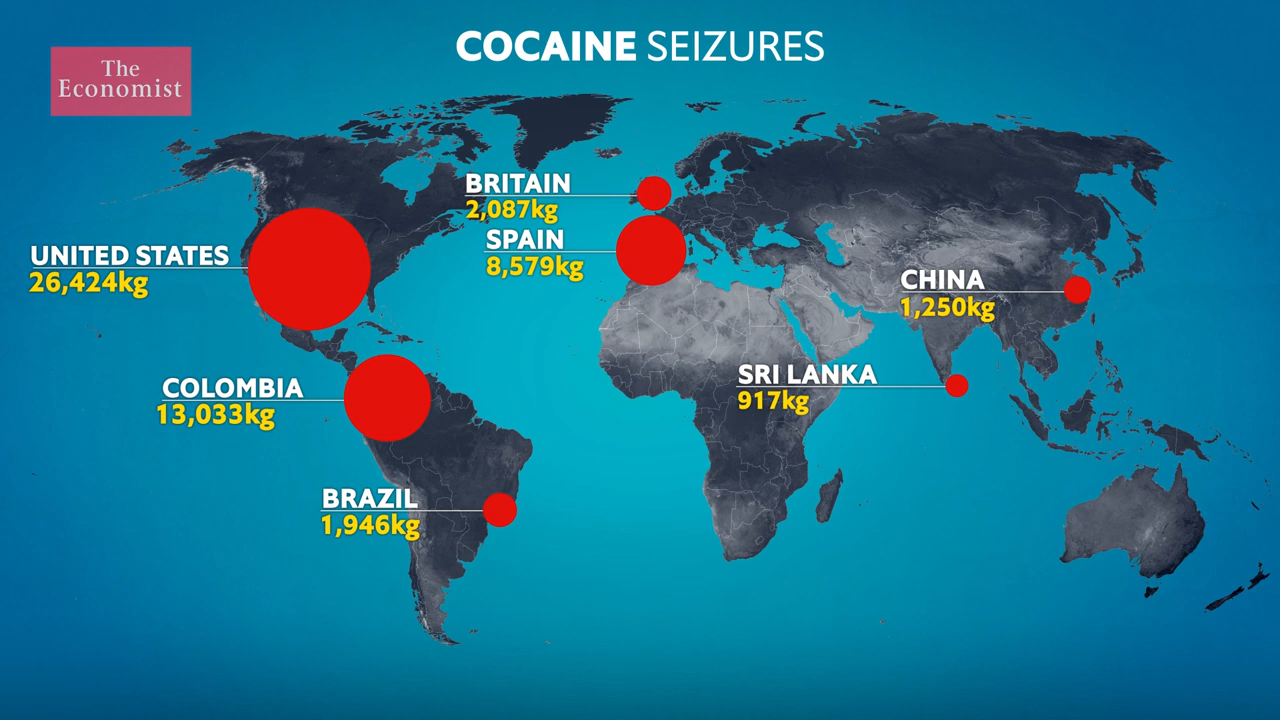 The
Economist
COCAINE SEIZURES
BRITAIN
2,087kg
SPAIN
8,579kg
UNITED STATES
26,424kg
CHINA
1,250kg
SRI LANKA
917kg
COLOMBIA
13,033kg
BRAZIL
1,946kg